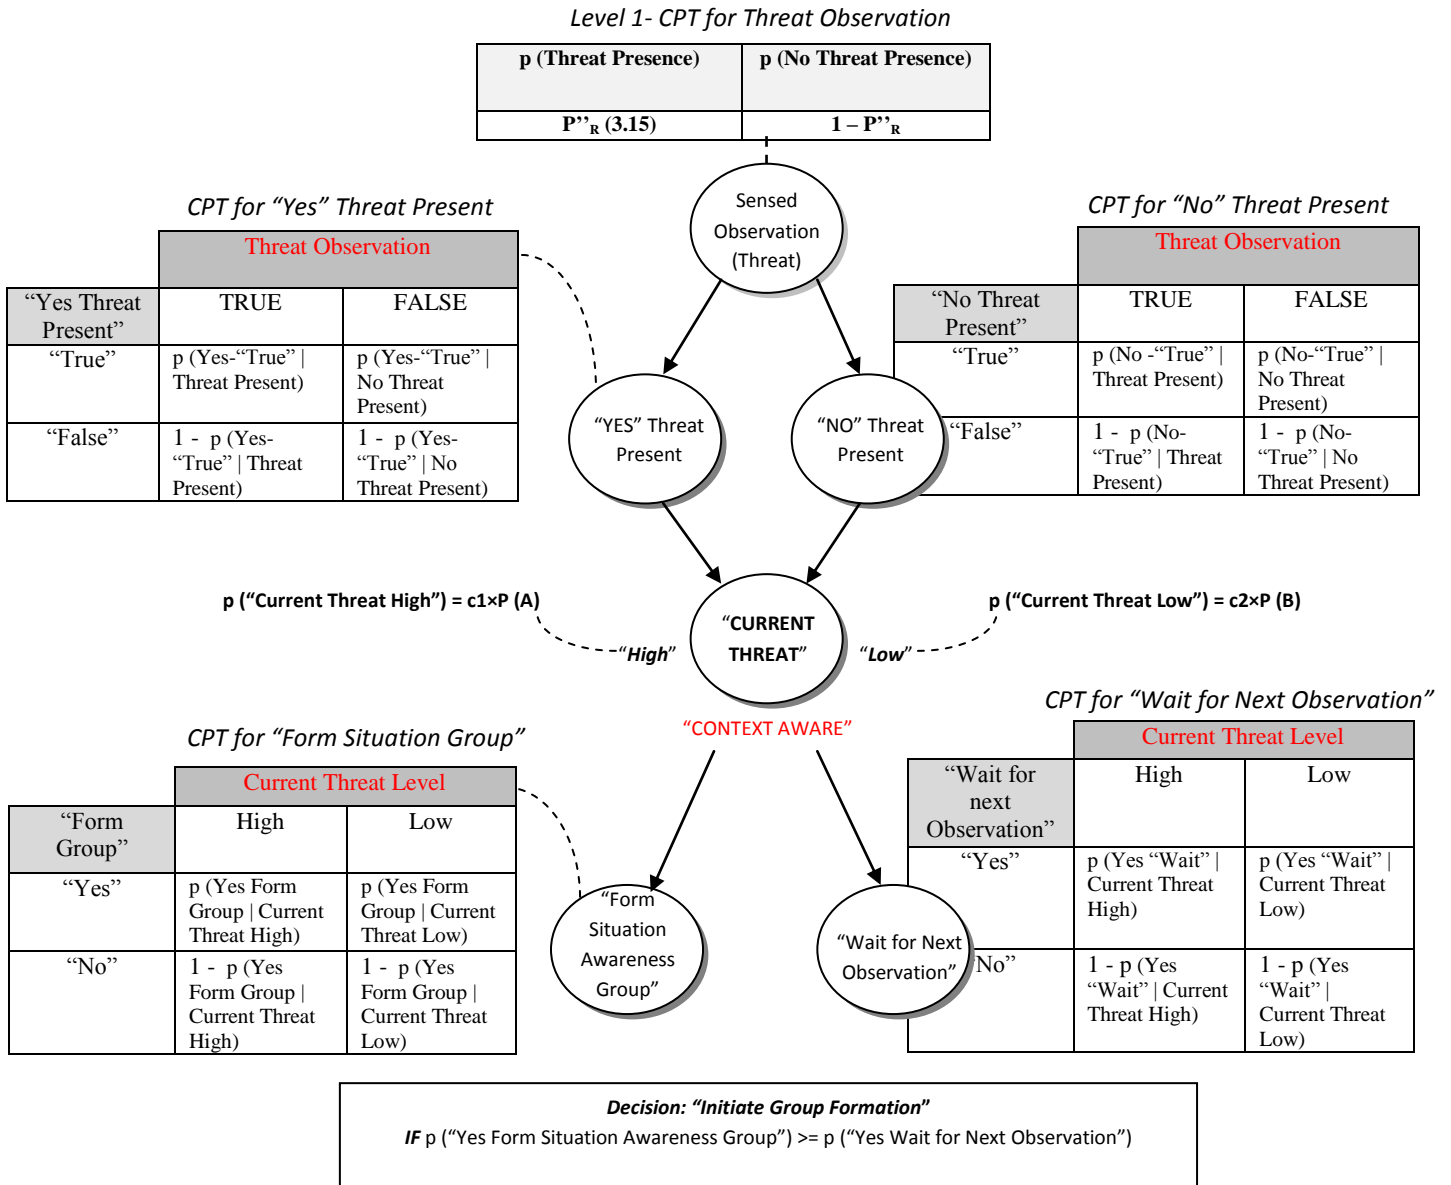 Level 1- CPT for Threat Observation
p (Threat Presence)
p (No Threat Presence)
P’’R (3.15)
1 – P’’R
Sensed
Observation
(Threat)
CPT for “Yes” Threat Present
Threat Observation
“Yes Threat
Present”
TRUE
FALSE
“True”
p (Yes-“True” |
Threat Present)
p (Yes-“True” |
No Threat
Present)
“False”
1 - p (Yes-
“True” | Threat
Present)
1 - p (Yes-
“True” | No
Threat Present)
CPT for “No” Threat Present
Threat Observation
“No Threat
Present”
TRUE
FALSE
“True”
p (No -“True” |
Threat Present)
p (No-“True” |
No Threat
Present)
“False”
1 - p (No-
“True” | Threat
Present)
1 - p (No-
“True” | No
Threat Present)
“YES” Threat
Present
“NO” Threat
Present
p (“Current Threat High”) = c1×P (A)
p (“Current Threat Low”) = c2×P (B)
“High”
“CURRENT
THREAT”
“Low”
“CONTEXT AWARE”
CPT for “Form Situation Group”
Current Threat Level
“Form
Group”
High
Low
“Yes”
p (Yes Form
Group | Current
Threat High)
p (Yes Form
Group | Current
Threat Low)
“No”
1 - p (Yes
Form Group |
Current Threat
High)
1 - p (Yes
Form Group |
Current Threat
Low)
CPT for “Wait for Next Observation”
Current Threat Level
“Wait for
next
Observation”
High
Low
“Yes”
p (Yes “Wait” |
Current Threat
High)
p (Yes “Wait” |
Current Threat
Low)
“No”
1 - p (Yes
“Wait” | Current
Threat High)
1 - p (Yes
“Wait” |
Current Threat
Low)
“Form
Situation
Awareness
Group”
“Wait for Next
Observation”
Decision: “Initiate Group Formation”
IF p (“Yes Form Situation Awareness Group”) >= p (“Yes Wait for Next Observation”)